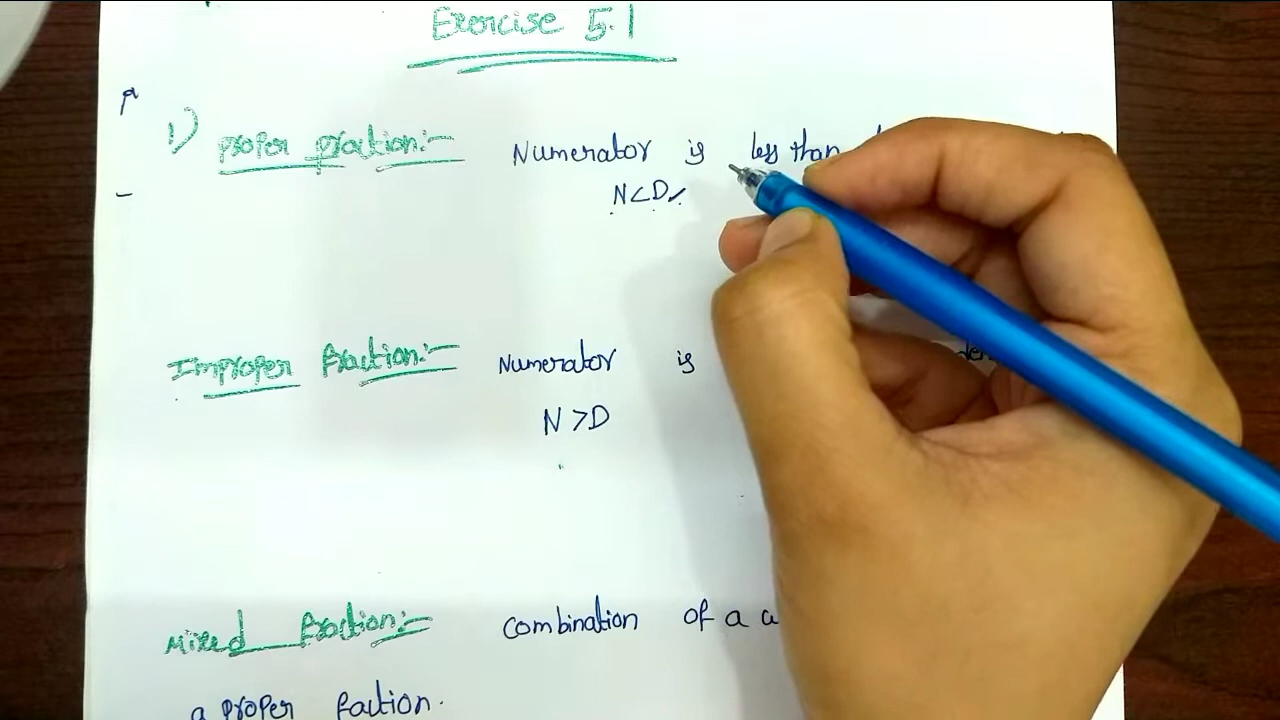 Exercise 5.1
1) Proper fraction:- Numerator is less than
N<D
Improper fraction:- Numerator is
N >D
Mixed fraction:- Combination of a
a proper faction.